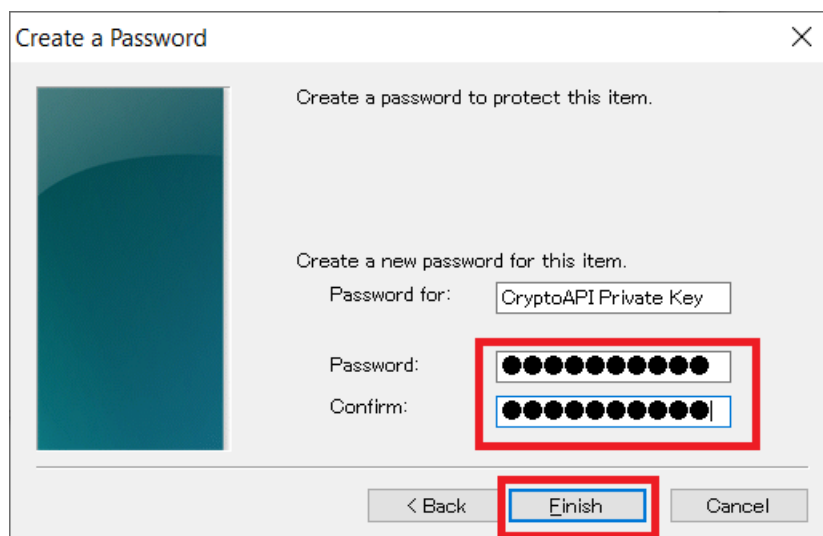 Create a Password
Create a password to protect this item.
Create a new password for this item.
Password for: CryptoAPI Private Key
Password: ●●●●●●●●●●
Confirm: ●●●●●●●●●●
< Back Finish Cancel